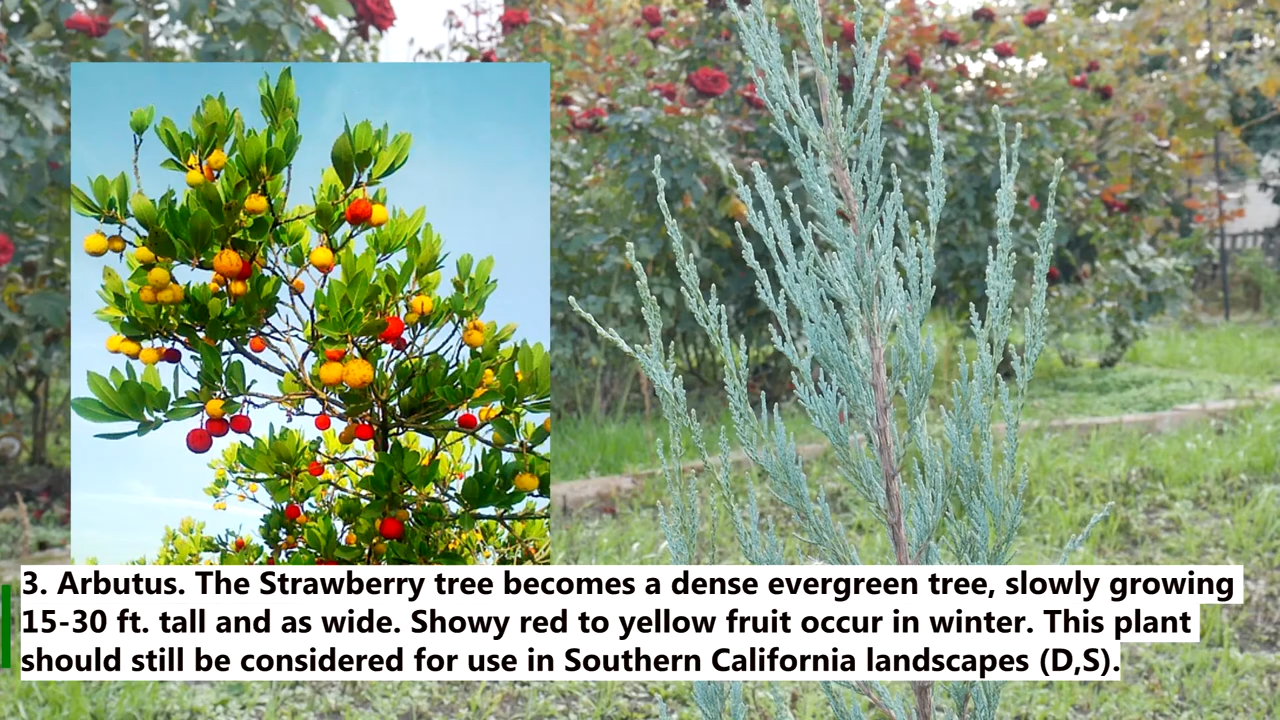 3. Arbutus. The Strawberry tree becomes a dense evergreen tree, slowly growing
15-30 ft. tall and as wide. Showy red to yellow fruit occur in winter. This plant
should still be considered for use in Southern California landscapes (D,S).